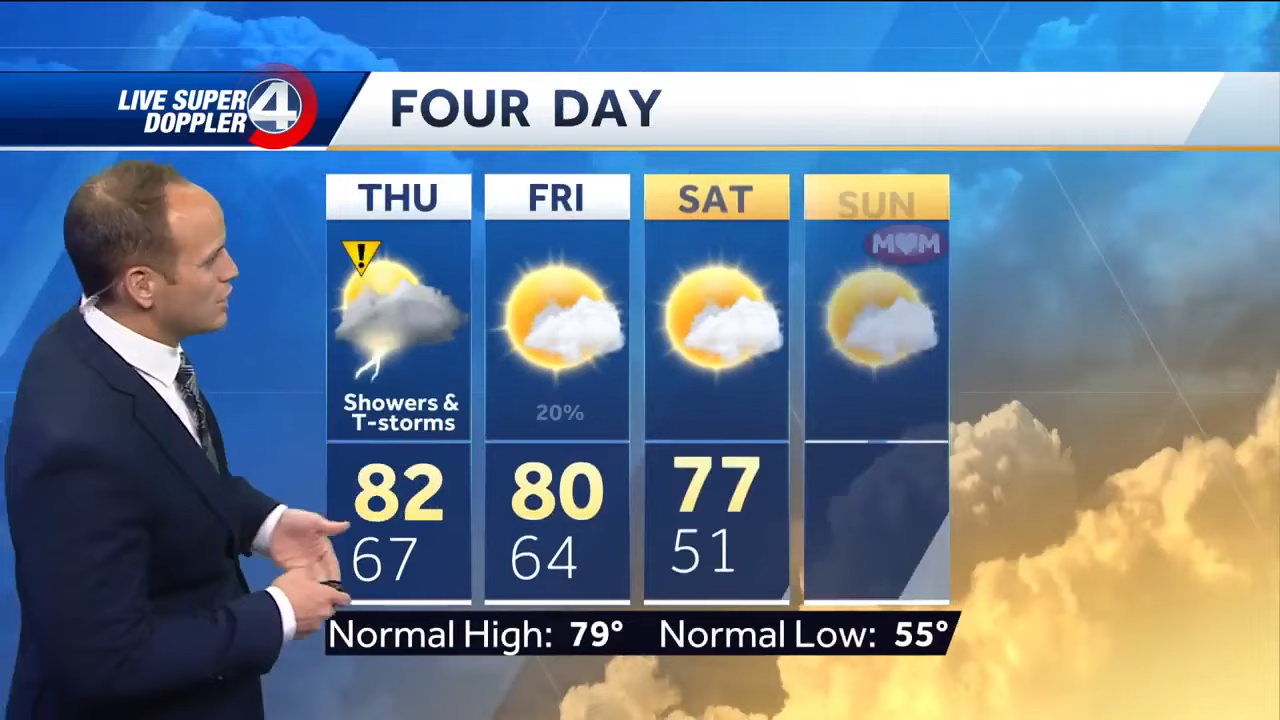 LIVE SUPER
DOPPLER
4
FOUR DAY
THU
FRI
SAT
SUN
!
M♥M
Showers &
T-storms
20%
82
80
77
67
64
51
Normal High: 79° Normal Low: 55°